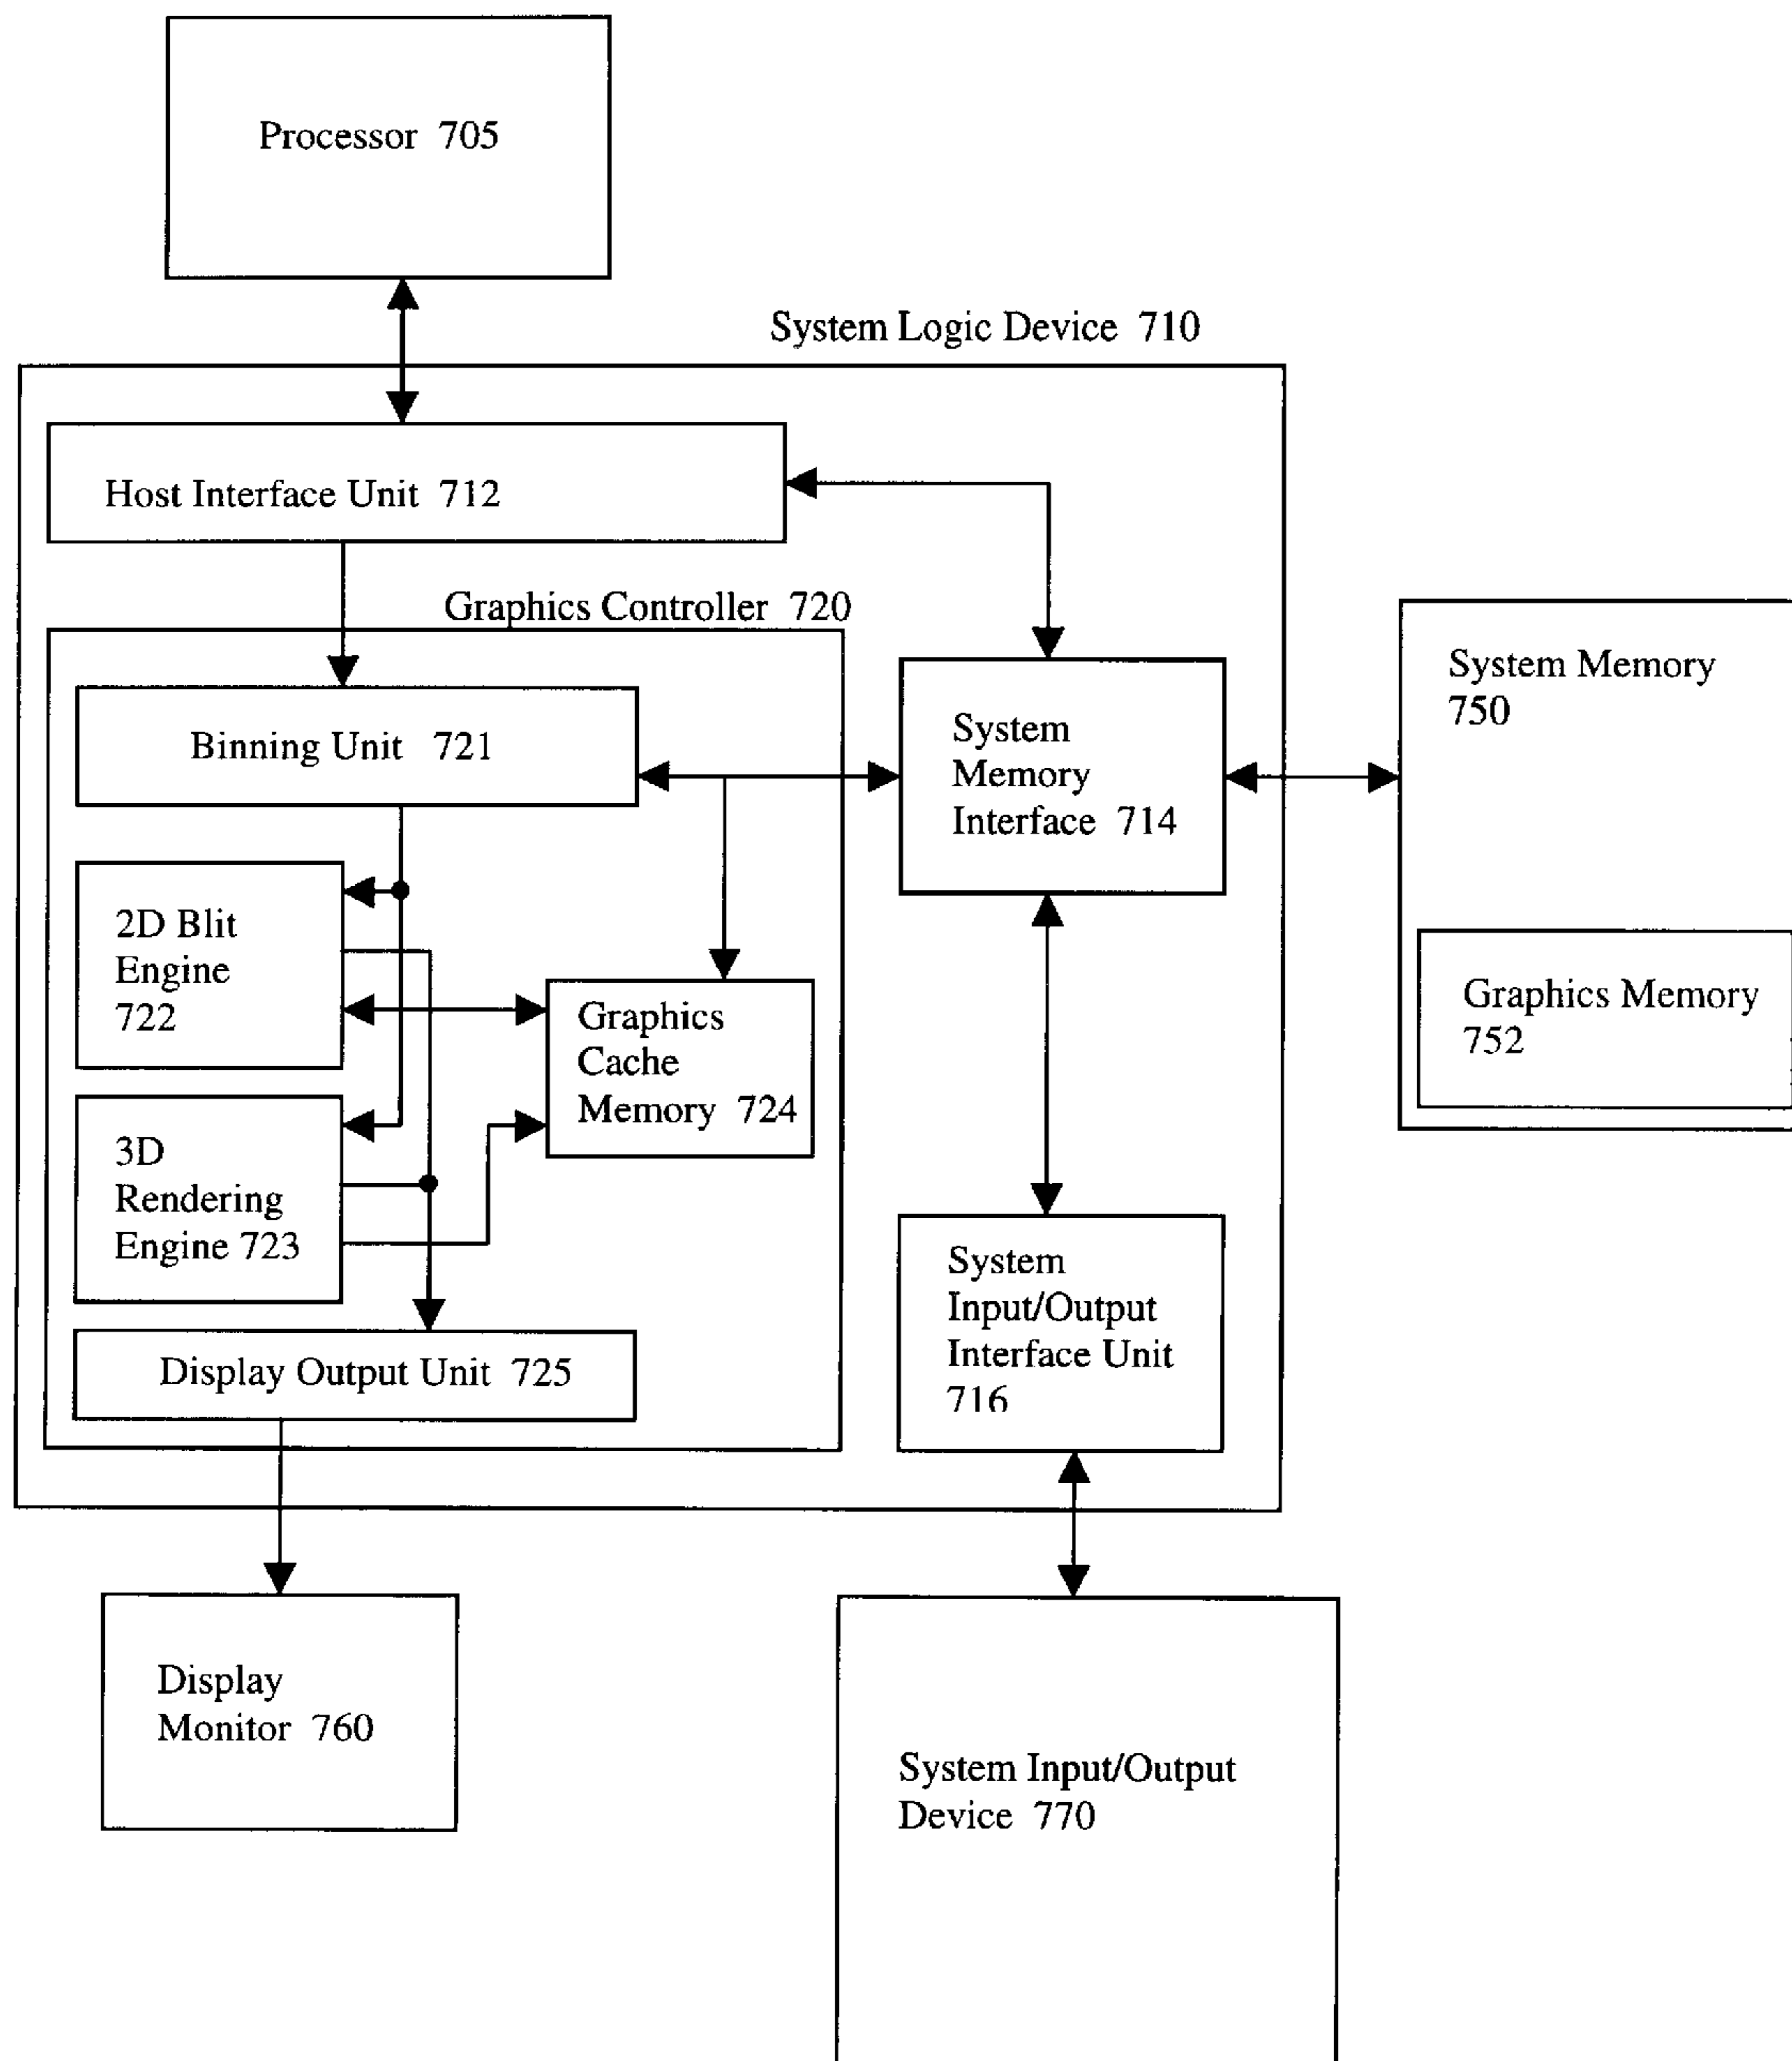 Processor 705
System Logic Device 710
Host Interface Unit 712
Graphics Controller 720
Binning Unit 721
System
Memory
Interface 714
System Memory
750
Graphics Memory
752
2D Blit
Engine
722
Graphics
Cache
Memory 724
3D
Rendering
Engine 723
System
Input/Output
Interface Unit
716
Display Output Unit 725
Display
Monitor 760
System Input/Output
Device 770